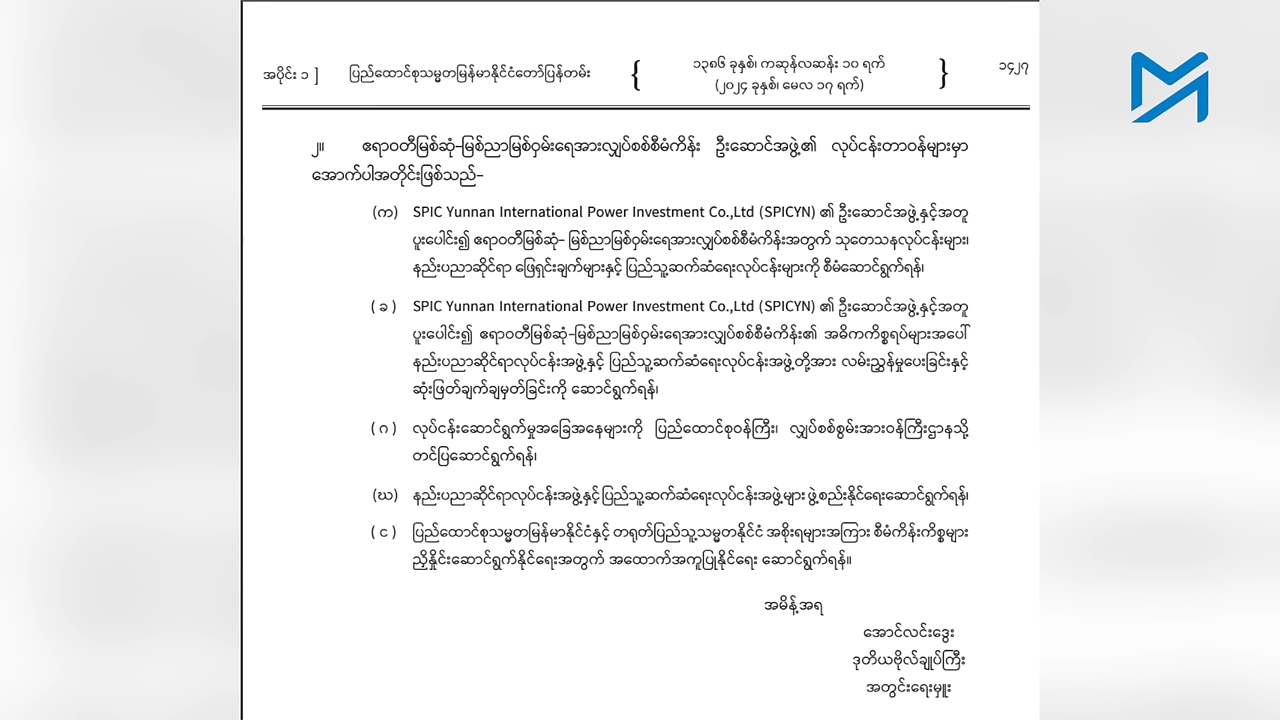 အပိုင်း ၁ ]
ပြည်ထောင်စုသမ္မတမြန်မာနိုင်ငံတော်ပြန်တမ်း
{
၁၃၈၆ ခုနှစ်၊ ကဆုန်လဆန်း ၁၀ ရက်
(၂၀၂၄ ခုနှစ်၊ မေလ ၁၇ ရက်)
}
၁၄၂၇
၂။ ဧရာဝတီမြစ်ဆုံ-မြစ်ညာမြစ်ဝှမ်းရေအားလျှပ်စစ်စီမံကိန်း ဦးဆောင်အဖွဲ့၏ လုပ်ငန်းတာဝန်များမှာ
အောက်ပါအတိုင်းဖြစ်သည်-
(က) SPIC Yunnan International Power Investment Co.,Ltd (SPICYN) ၏ ဦးဆောင်အဖွဲ့နှင့်အတူ
ပူးပေါင်း၍ ဧရာဝတီမြစ်ဆုံ- မြစ်ညာမြစ်ဝှမ်းရေအားလျှပ်စစ်စီမံကိန်းအတွက် သုတေသနလုပ်ငန်းများ၊
နည်းပညာဆိုင်ရာ ဖြေရှင်းချက်များနှင့် ပြည်သူ့ဆက်ဆံရေးလုပ်ငန်းများကို စီမံဆောင်ရွက်ရန်၊
( ခ ) SPIC Yunnan International Power Investment Co.,Ltd (SPICYN) ၏ ဦးဆောင်အဖွဲ့နှင့်အတူ
ပူးပေါင်း၍ ဧရာဝတီမြစ်ဆုံ-မြစ်ညာမြစ်ဝှမ်းရေအားလျှပ်စစ်စီမံကိန်း၏ အဓိကကိစ္စရပ်များအပေါ်
နည်းပညာဆိုင်ရာလုပ်ငန်းအဖွဲ့နှင့် ပြည်သူ့ဆက်ဆံရေးလုပ်ငန်းအဖွဲ့တို့အား လမ်းညွှန်မှုပေးခြင်းနှင့်
ဆုံးဖြတ်ချက်ချမှတ်ခြင်းကို ဆောင်ရွက်ရန်၊
( ဂ ) လုပ်ငန်းဆောင်ရွက်မှုအခြေအနေများကို ပြည်ထောင်စုဝန်ကြီး၊ လျှပ်စစ်စွမ်းအားဝန်ကြီးဌာနသို့
တင်ပြဆောင်ရွက်ရန်၊
(ဃ) နည်းပညာဆိုင်ရာလုပ်ငန်းအဖွဲ့နှင့် ပြည်သူ့ဆက်ဆံရေးလုပ်ငန်းအဖွဲ့များ ဖွဲ့စည်းနိုင်ရေးဆောင်ရွက်ရန်၊
( င ) ပြည်ထောင်စုသမ္မတမြန်မာနိုင်ငံနှင့် တရုတ်ပြည်သူ့သမ္မတနိုင်ငံ အစိုးရများအကြား စီမံကိန်းကိစ္စများ
ညှိနှိုင်းဆောင်ရွက်နိုင်ရေးအတွက် အထောက်အကူပြုနိုင်ရေး ဆောင်ရွက်ရန်။
အမိန့်အရ
အောင်လင်းဒွေး
ဒုတိယဗိုလ်ချုပ်ကြီး
အတွင်းရေးမှူး